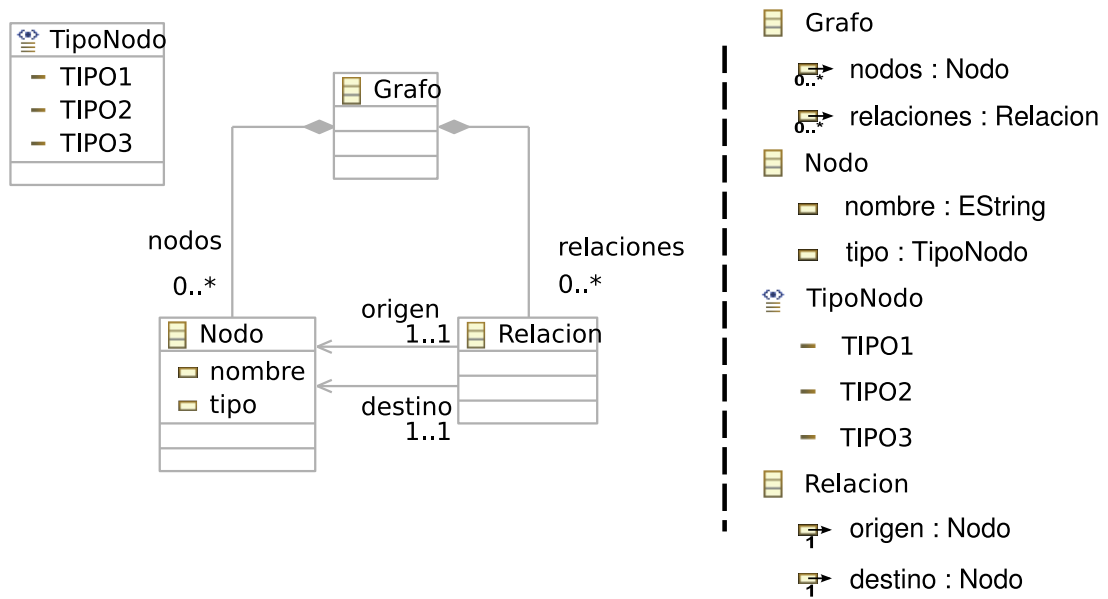 TipoNodo
TIPO1
TIPO2
TIPO3
Grafo
nodos
0..*
relaciones
0..*
origen
1..1
Nodo
nombre
tipo
Relacion
destino
1..1
Grafo
0..* nodos : Nodo
0..* relaciones : Relacion
Nodo
nombre : EString
tipo : TipoNodo
TipoNodo
TIPO1
TIPO2
TIPO3
Relacion
1 origen : Nodo
1 destino : Nodo